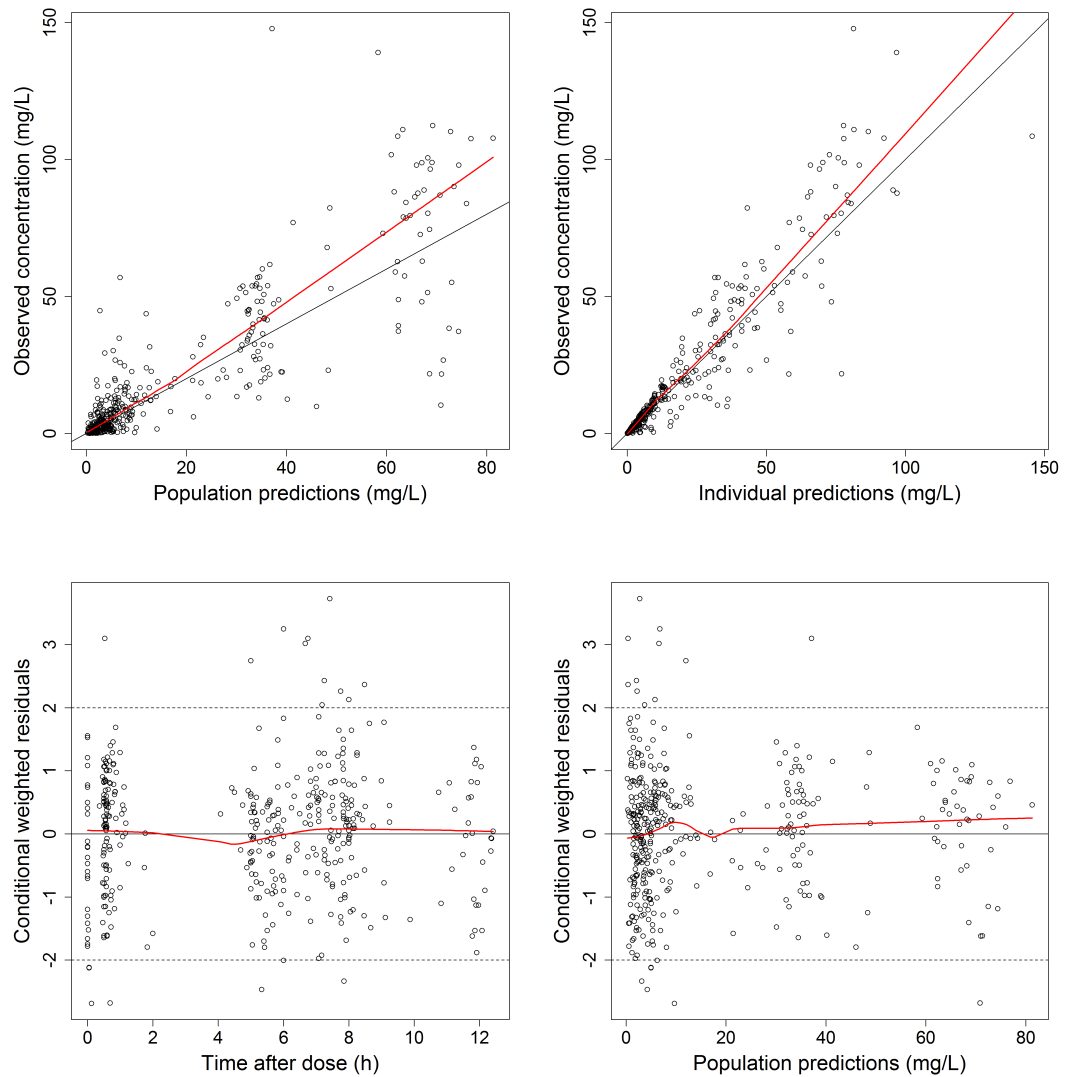 150
100
50
0
Observed concentration (mg/L)
0 20 40 60 80
Population predictions (mg/L)
150
100
50
0
Observed concentration (mg/L)
0 50 100 150
Individual predictions (mg/L)
3
2
1
0
-1
-2
Conditional weighted residuals
0 2 4 6 8 10 12
Time after dose (h)
3
2
1
0
-1
-2
Conditional weighted residuals
0 20 40 60 80
Population predictions (mg/L)